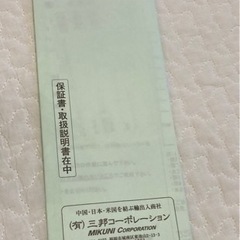 保証書・取扱説明書在中
中国・日本・米国を結ぶ輸出入商社
(有)三邦コーポレーション
MIKUNI CORPORATION